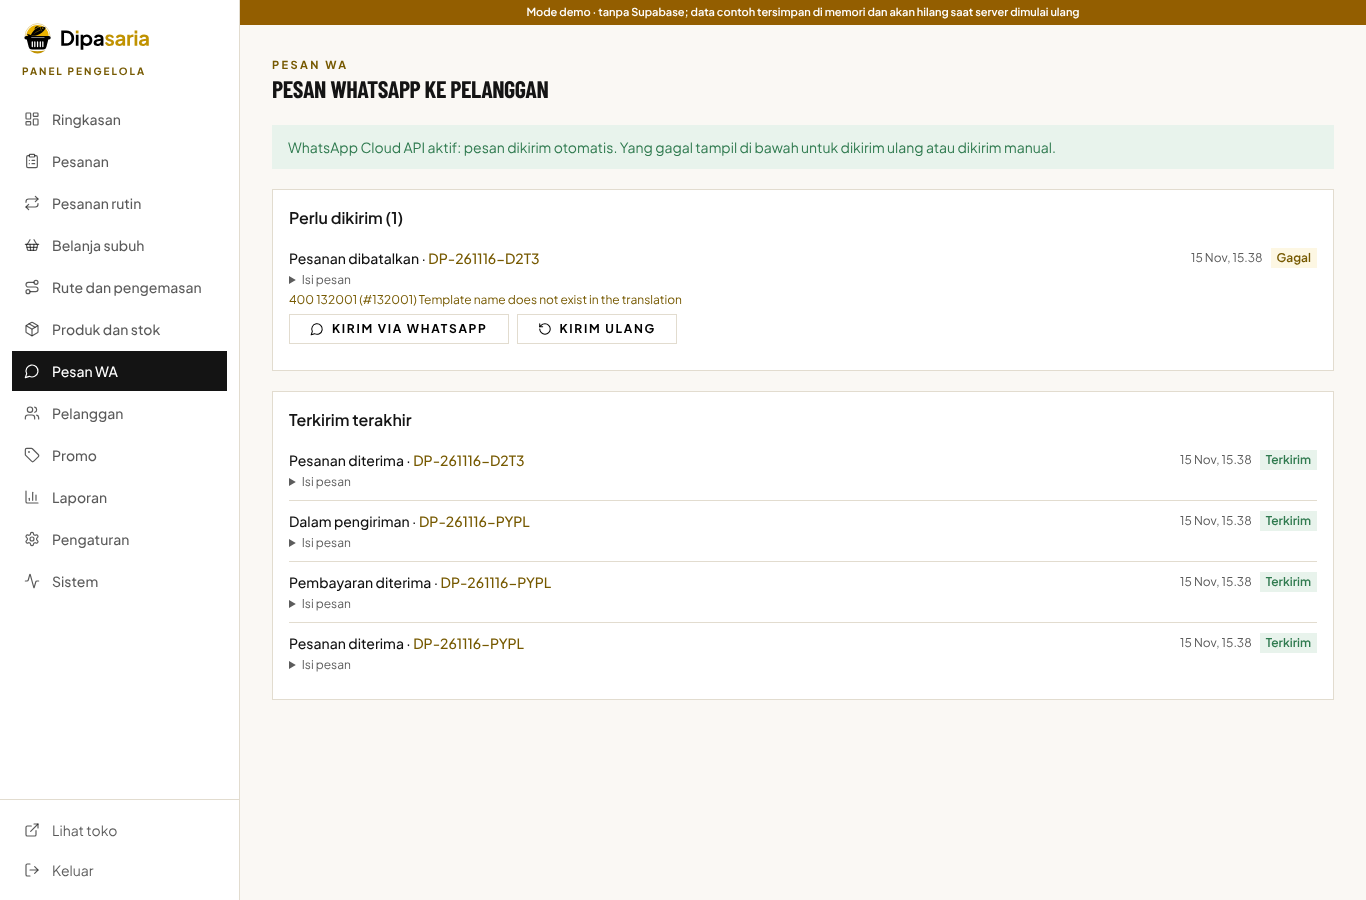 Mode demo · tanpa Supabase; data contoh tersimpan di memori dan akan hilang saat server dimulai ulang
Dipasaria
PANEL PENGELOLA
Ringkasan
Pesanan
Pesanan rutin
Belanja subuh
Rute dan pengemasan
Produk dan stok
Pesan WA
Pelanggan
Promo
Laporan
Pengaturan
Sistem
Lihat toko
Keluar
PESAN WA
PESAN WHATSAPP KE PELANGGAN
WhatsApp Cloud API aktif: pesan dikirim otomatis. Yang gagal tampil di bawah untuk dikirim ulang atau dikirim manual.
Perlu dikirim (1)
Pesanan dibatalkan · DP-261116-D2T3 15 Nov, 15.38 Gagal
Isi pesan
400 132001 (#132001) Template name does not exist in the translation
KIRIM VIA WHATSAPP KIRIM ULANG
Terkirim terakhir
Pesanan diterima · DP-261116-D2T3 15 Nov, 15.38 Terkirim
Isi pesan
Dalam pengiriman · DP-261116-PYPL 15 Nov, 15.38 Terkirim
Isi pesan
Pembayaran diterima · DP-261116-PYPL 15 Nov, 15.38 Terkirim
Isi pesan
Pesanan diterima · DP-261116-PYPL 15 Nov, 15.38 Terkirim
Isi pesan